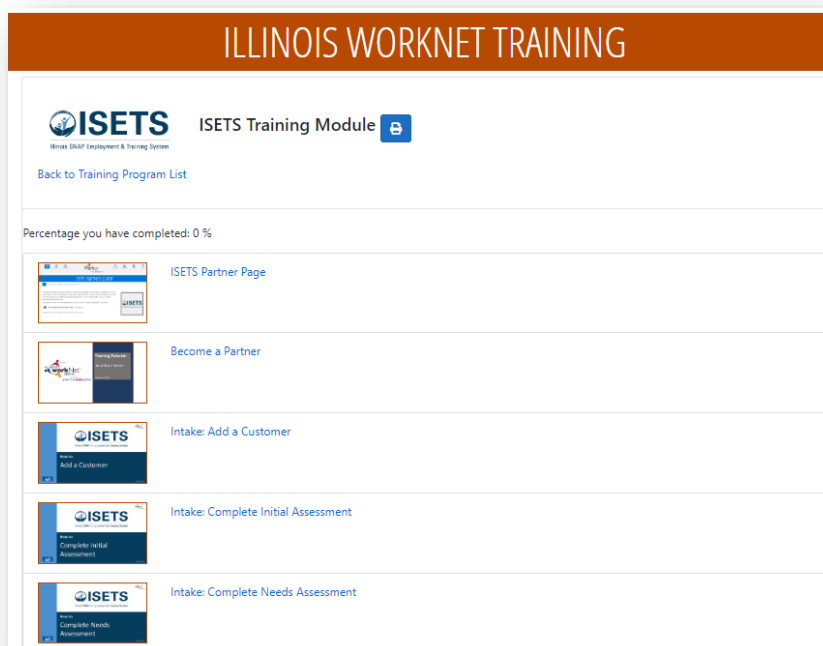 ILLINOIS WORKNET TRAINING
ISETS
Illinois SNAP Employment & Training System
ISETS Training Module
Back to Training Program List
Percentage you have completed: 0 %
ISETS Partner Page
ISETS
Become a Partner
workNet
Intake: Add a Customer
ISETS
How to
Add a Customer
Intake: Complete Initial Assessment
ISETS
How to
Complete Initial
Assessment
Intake: Complete Needs Assessment
ISETS
How to
Complete Needs
Assessment